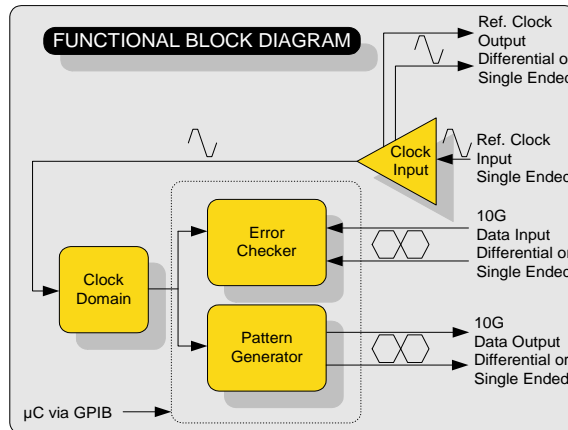 FUNCTIONAL BLOCK DIAGRAM
Ref. Clock
Output
Differential or
Single Ended
Clock
Input
Ref. Clock
Input
Single Ended
10G
Data Input
Differential or
Single Ended
Error
Checker
Clock
Domain
Pattern
Generator
10G
Data Output
Differential or
Single Ended
µC via GPIB